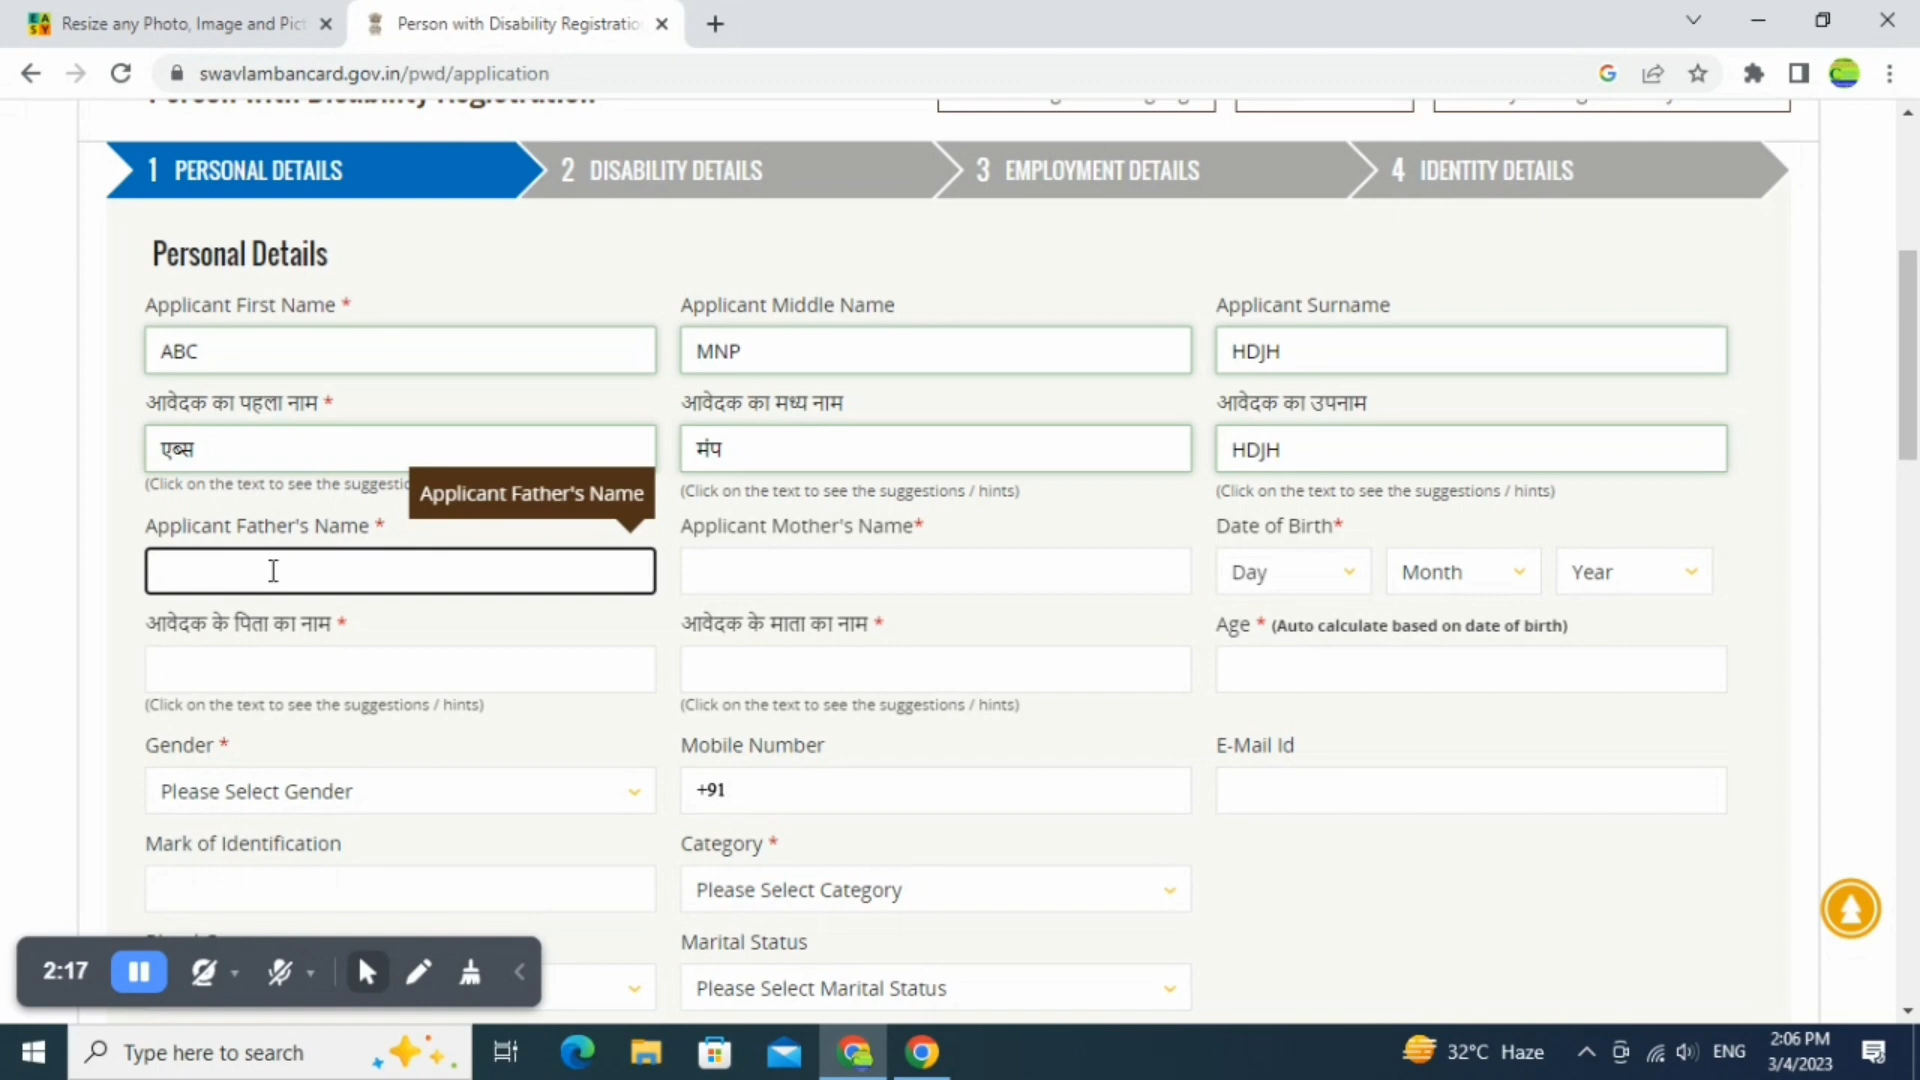 Resize any Photo, Image and Pict
Person with Disability Registratio
swavlambancard.gov.in/pwd/application
Person with Disability Registration
1 PERSONAL DETAILS
2 DISABILITY DETAILS
3 EMPLOYMENT DETAILS
4 IDENTITY DETAILS
Personal Details
Applicant First Name *
Applicant Middle Name
Applicant Surname
ABC
MNP
HDJH
आवेदक का पहला नाम *
आवेदक का मध्य नाम
आवेदक का उपनाम
एब्स
मंप
HDJH
(Click on the text to see the suggestio
Applicant Father's Name
(Click on the text to see the suggestions / hints)
(Click on the text to see the suggestions / hints)
Applicant Father's Name *
Applicant Mother's Name*
Date of Birth*
Day
Month
Year
आवेदक के पिता का नाम *
आवेदक के माता का नाम *
Age * (Auto calculate based on date of birth)
(Click on the text to see the suggestions / hints)
(Click on the text to see the suggestions / hints)
Gender *
Mobile Number
E-Mail Id
Please Select Gender
+91
Mark of Identification
Category *
Please Select Category
Marital Status
2:17
Please Select Marital Status
Type here to search
32°C Haze
ENG
2:06 PM
3/4/2023